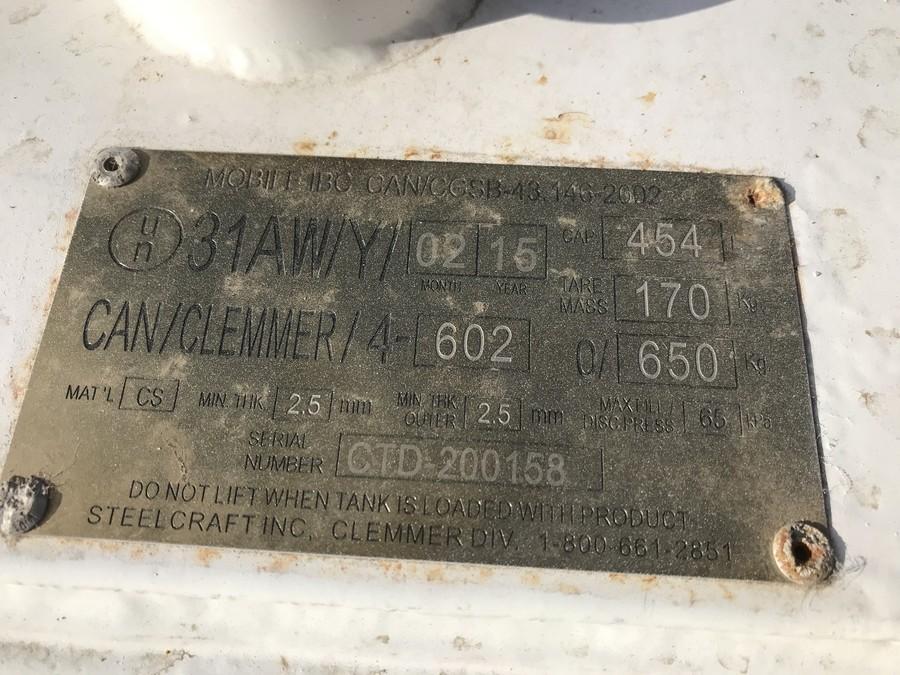 MOBILE IBC CAN/CGSB-43.146-2002
un 31AW/Y/ 02 15 CAP 454 L
MONTH YEAR
TARE MASS 170 Kg
CAN/CLEMMER/4- 602 0/ 650 Kg
MAT'L CS MIN. THK 2.5 mm MIN. THK OUTER 2.5 mm MAX FILL / DISC PRESS 65 kPa
SERIAL NUMBER CTD-200158
DO NOT LIFT WHEN TANK IS LOADED WITH PRODUCT
STEELCRAFT INC, CLEMMER DIV. 1-800-661-2851